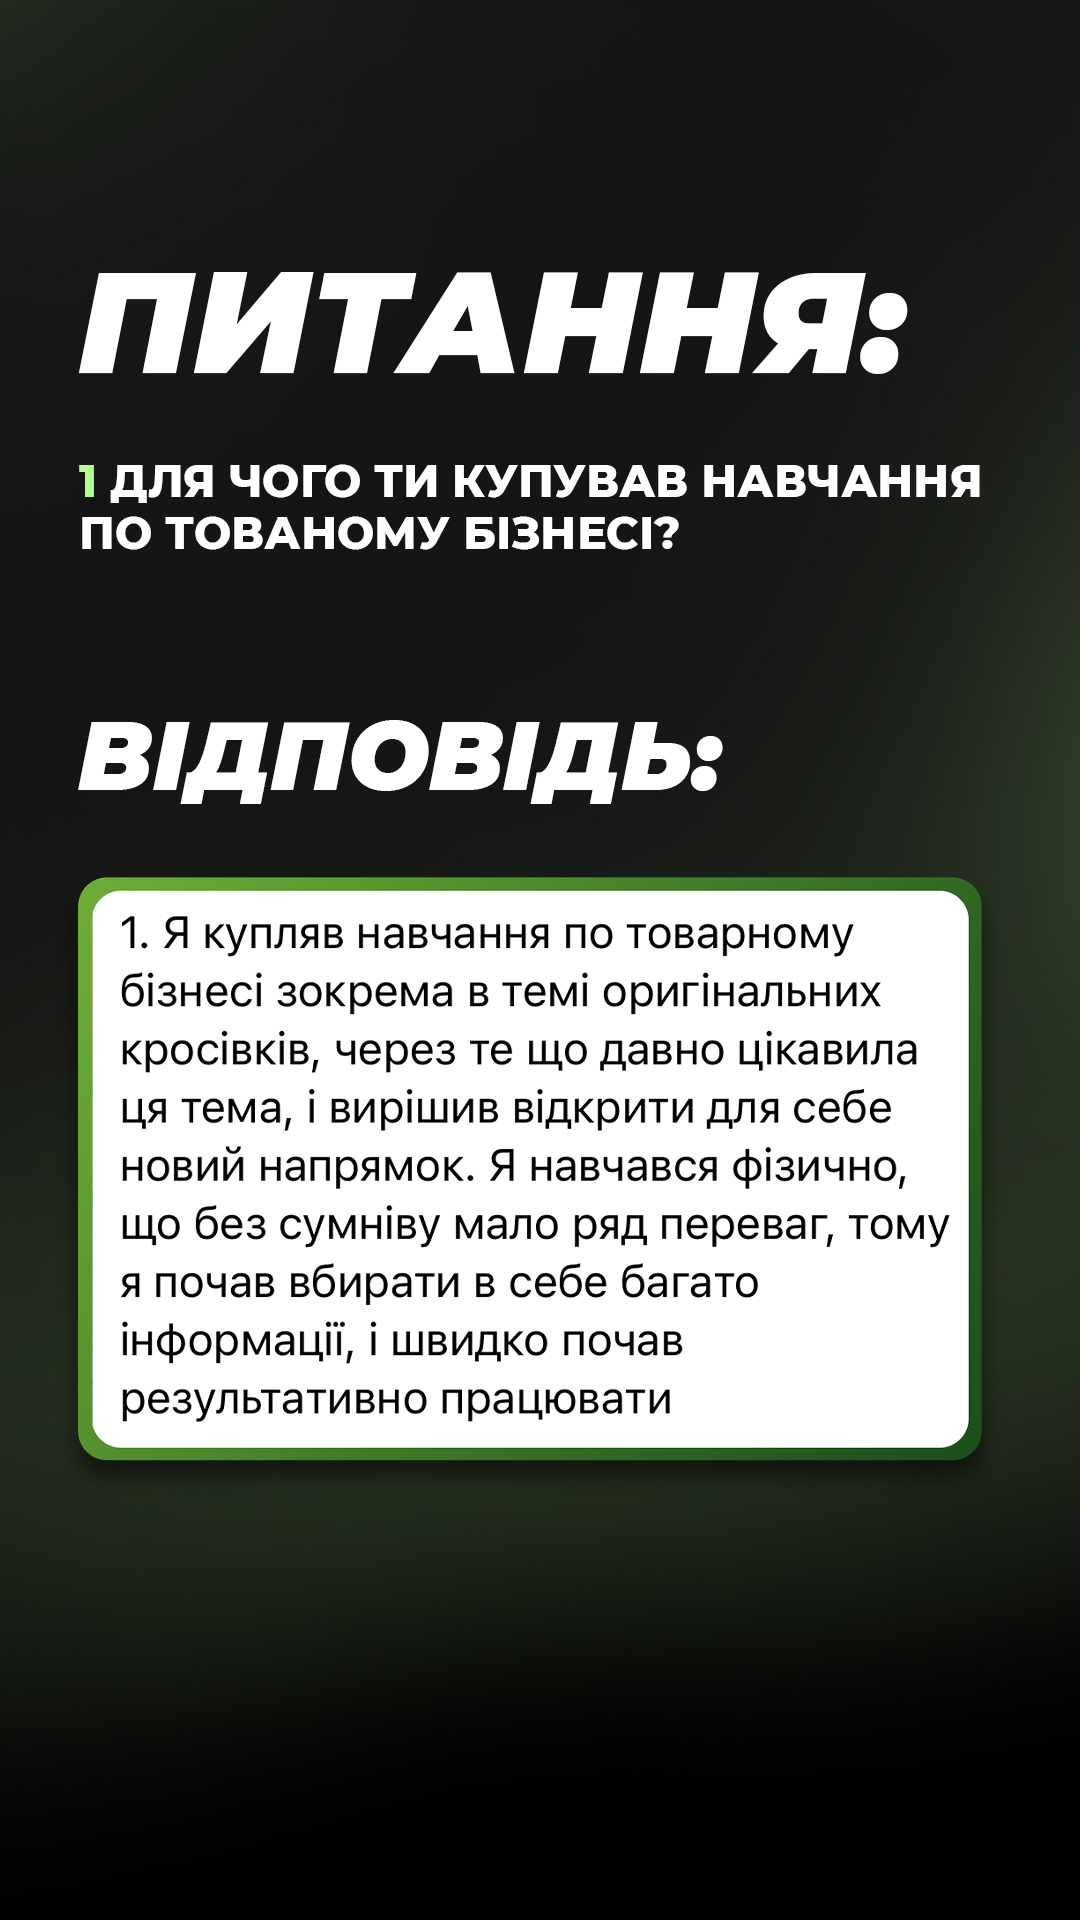 ПИТАННЯ:
1 ДЛЯ ЧОГО ТИ КУПУВАВ НАВЧАННЯ
ПО ТОВАНОМУ БІЗНЕСІ?
ВІДПОВІДЬ:
1. Я купляв навчання по товарному
бізнесі зокрема в темі оригінальних
кросівків, через те що давно цікавила
ця тема, і вирішив відкрити для себе
новий напрямок. Я навчався фізично,
що без сумніву мало ряд переваг, тому
я почав вбирати в себе багато
інформації, і швидко почав
результативно працювати